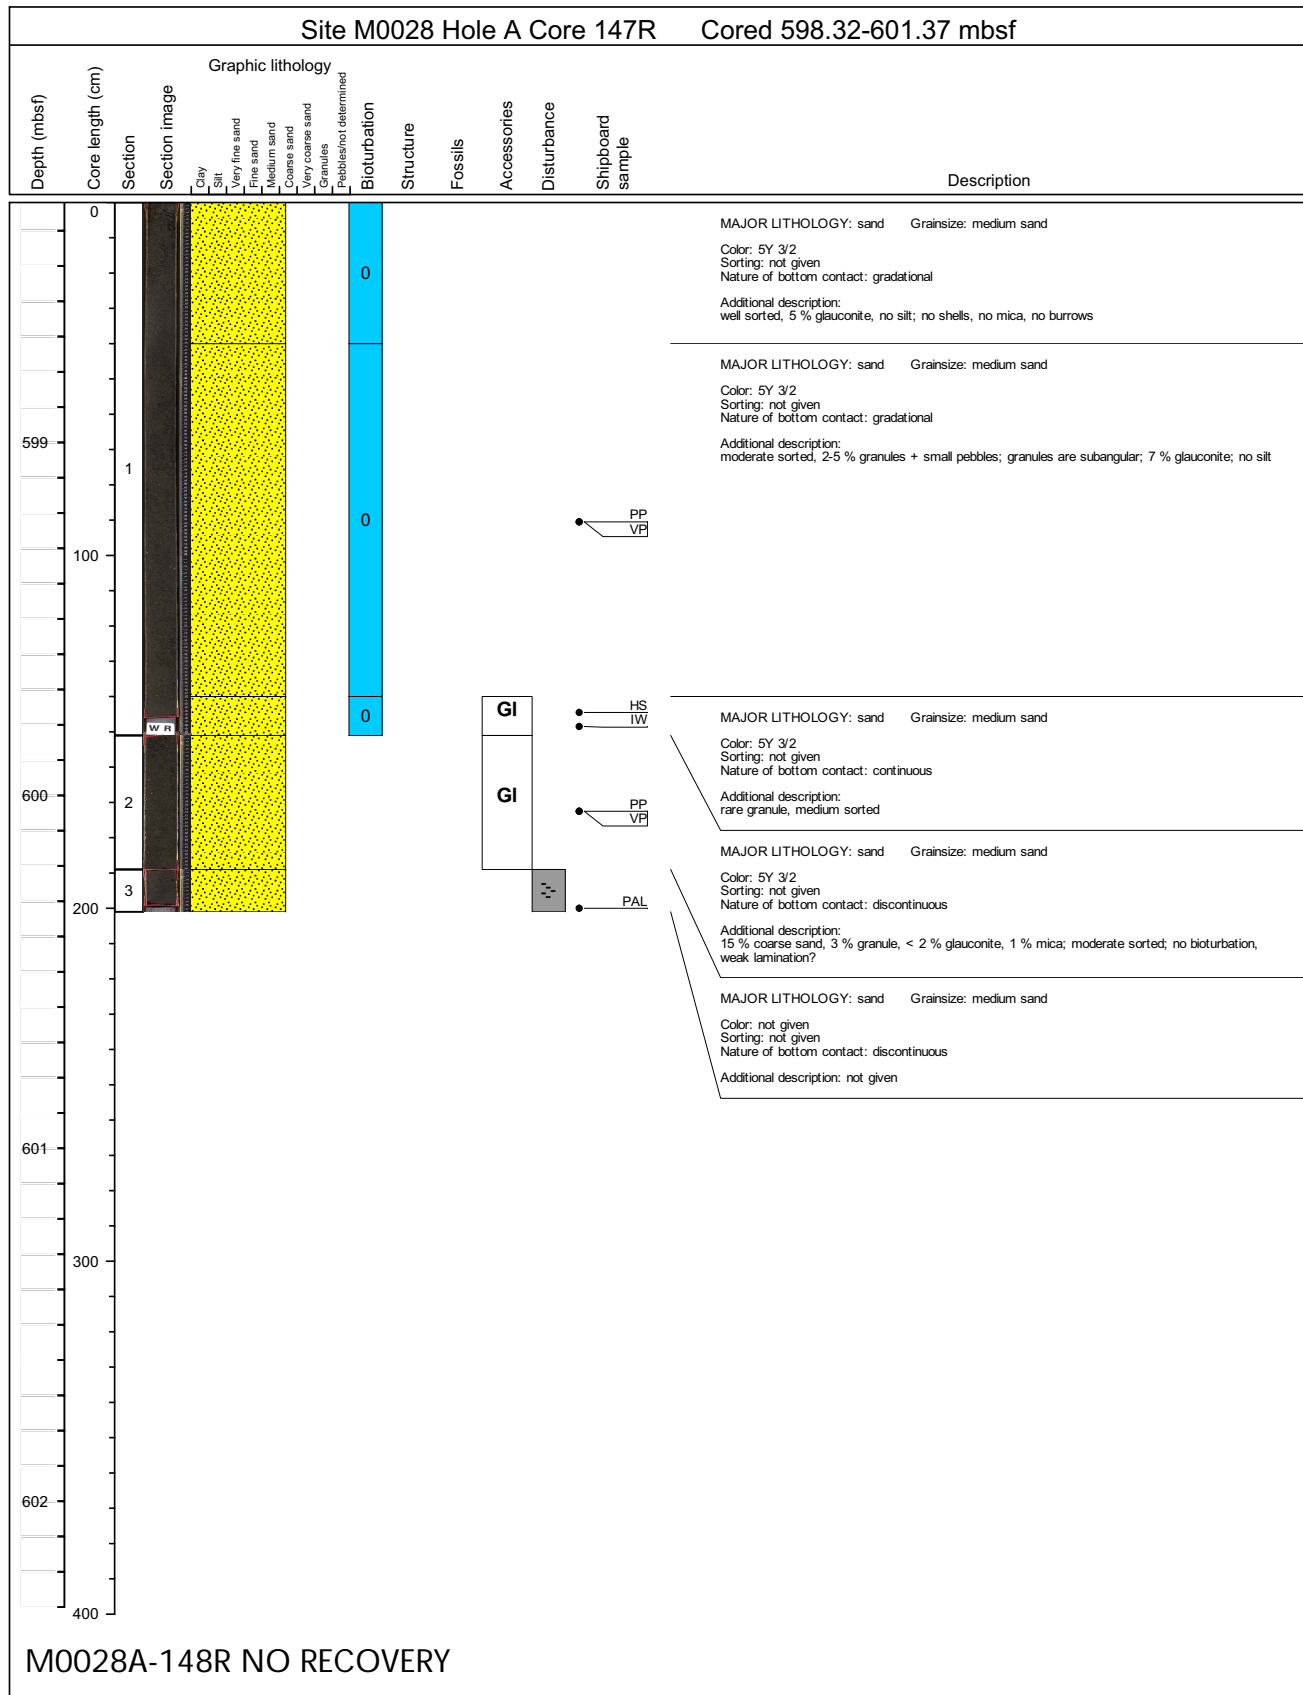 Site M0028 Hole A Core 147R Cored 598.32-601.37 mbsf
Graphic lithology
Depth (mbsf)
Core length (cm)
Section
Section image
Clay
Silt
Very fine sand
Fine sand
Medium sand
Coarse sand
Very coarse sand
Granules
Pebbles/not determined
Bioturbation
Structure
Fossils
Accessories
Disturbance
Shipboard
sample
Description
0
MAJOR LITHOLOGY: sand Grainsize: medium sand
Color: 5Y 3/2
Sorting: not given
Nature of bottom contact: gradational
Additional description:
well sorted, 5 % glauconite, no silt; no shells, no mica, no burrows
0
MAJOR LITHOLOGY: sand Grainsize: medium sand
Color: 5Y 3/2
Sorting: not given
Nature of bottom contact: gradational
Additional description:
moderate sorted, 2-5 % granules + small pebbles; granules are subangular; 7 % glauconite; no silt
599
1
0
PP
VP
100
0
Gl
HS
IW
W R
MAJOR LITHOLOGY: sand Grainsize: medium sand
Color: 5Y 3/2
Sorting: not given
Nature of bottom contact: continuous
Additional description:
rare granule, medium sorted
600
2
Gl
PP
VP
MAJOR LITHOLOGY: sand Grainsize: medium sand
Color: 5Y 3/2
Sorting: not given
Nature of bottom contact: discontinuous
Additional description:
15 % coarse sand, 3 % granule, < 2 % glauconite, 1 % mica; moderate sorted; no bioturbation,
weak lamination?
3
200
PAL
MAJOR LITHOLOGY: sand Grainsize: medium sand
Color: not given
Sorting: not given
Nature of bottom contact: discontinuous
Additional description: not given
601
300
602
400
M0028A-148R NO RECOVERY